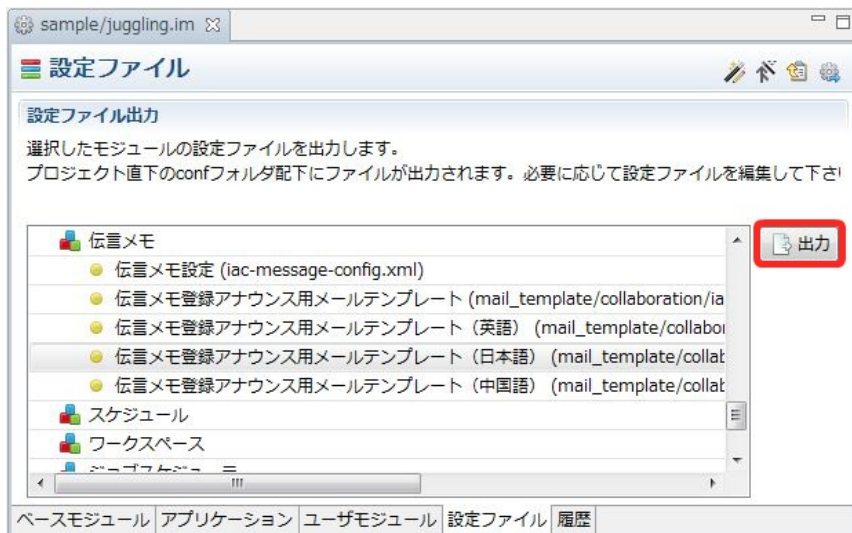 sample/juggling.im
設定ファイル
設定ファイル出力
選択したモジュールの設定ファイルを出力します。
プロジェクト直下のconfフォルダ配下にファイルが出力されます。必要に応じて設定ファイルを編集して下さ
伝言メモ
出力
伝言メモ設定 (iac-message-config.xml)
伝言メモ登録アナウンス用メールテンプレート (mail_template/collaboration/ia
伝言メモ登録アナウンス用メールテンプレート（英語） (mail_template/collabo
伝言メモ登録アナウンス用メールテンプレート（日本語） (mail_template/collab
伝言メモ登録アナウンス用メールテンプレート（中国語） (mail_template/collab
スケジュール
ワークスペース
ベースモジュール アプリケーション ユーザモジュール 設定ファイル 履歴